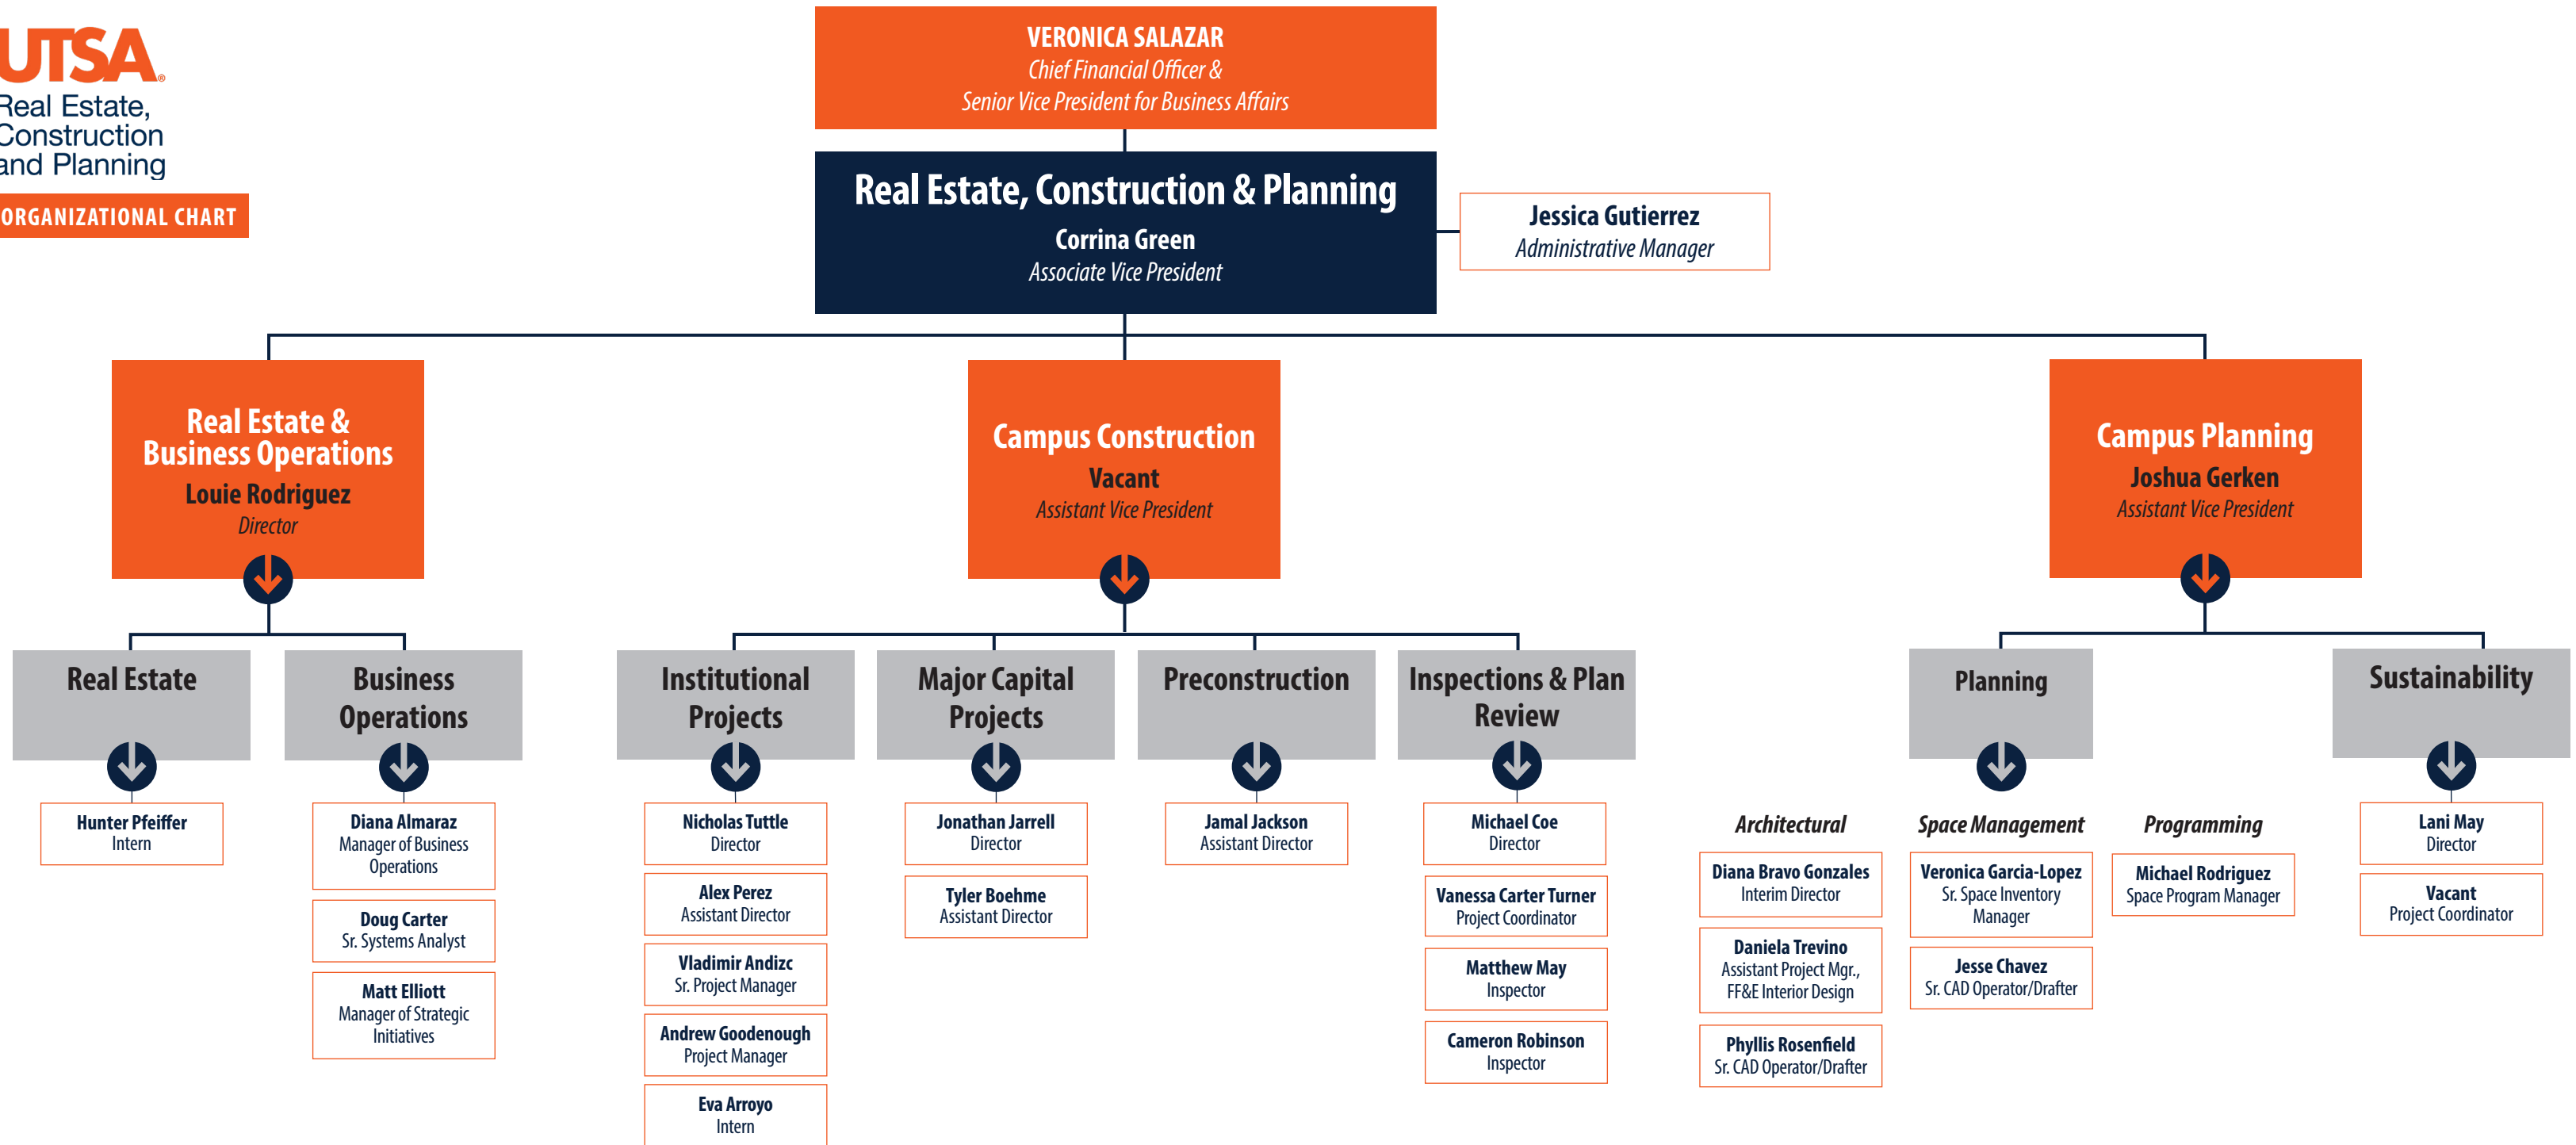 UTSA®
Real Estate,
Construction
and Planning
ORGANIZATIONAL CHART
VERONICA SALAZAR
Chief Financial Officer &
Senior Vice President for Business Affairs
Real Estate, Construction & Planning
Corrina Green
Associate Vice President
Jessica Gutierrez
Administrative Manager
Real Estate &
Business Operations
Louie Rodriguez
Director
Campus Construction
Vacant
Assistant Vice President
Campus Planning
Joshua Gerken
Assistant Vice President
Real Estate
Hunter Pfeiffer
Intern
Business
Operations
Diana Almaraz
Manager of Business
Operations
Doug Carter
Sr. Systems Analyst
Matt Elliott
Manager of Strategic
Initiatives
Institutional
Projects
Nicholas Tuttle
Director
Alex Perez
Assistant Director
Vladimir Andizc
Sr. Project Manager
Andrew Goodenough
Project Manager
Eva Arroyo
Intern
Major Capital
Projects
Jonathan Jarrell
Director
Tyler Boehme
Assistant Director
Preconstruction
Jamal Jackson
Assistant Director
Inspections & Plan
Review
Michael Coe
Director
Vanessa Carter Turner
Project Coordinator
Matthew May
Inspector
Cameron Robinson
Inspector
Planning
Architectural
Diana Bravo Gonzales
Interim Director
Daniela Trevino
Assistant Project Mgr.,
FF&E Interior Design
Phyllis Rosenfield
Sr. CAD Operator/Drafter
Space Management
Veronica Garcia-Lopez
Sr. Space Inventory
Manager
Jesse Chavez
Sr. CAD Operator/Drafter
Programming
Michael Rodriguez
Space Program Manager
Sustainability
Lani May
Director
Vacant
Project Coordinator